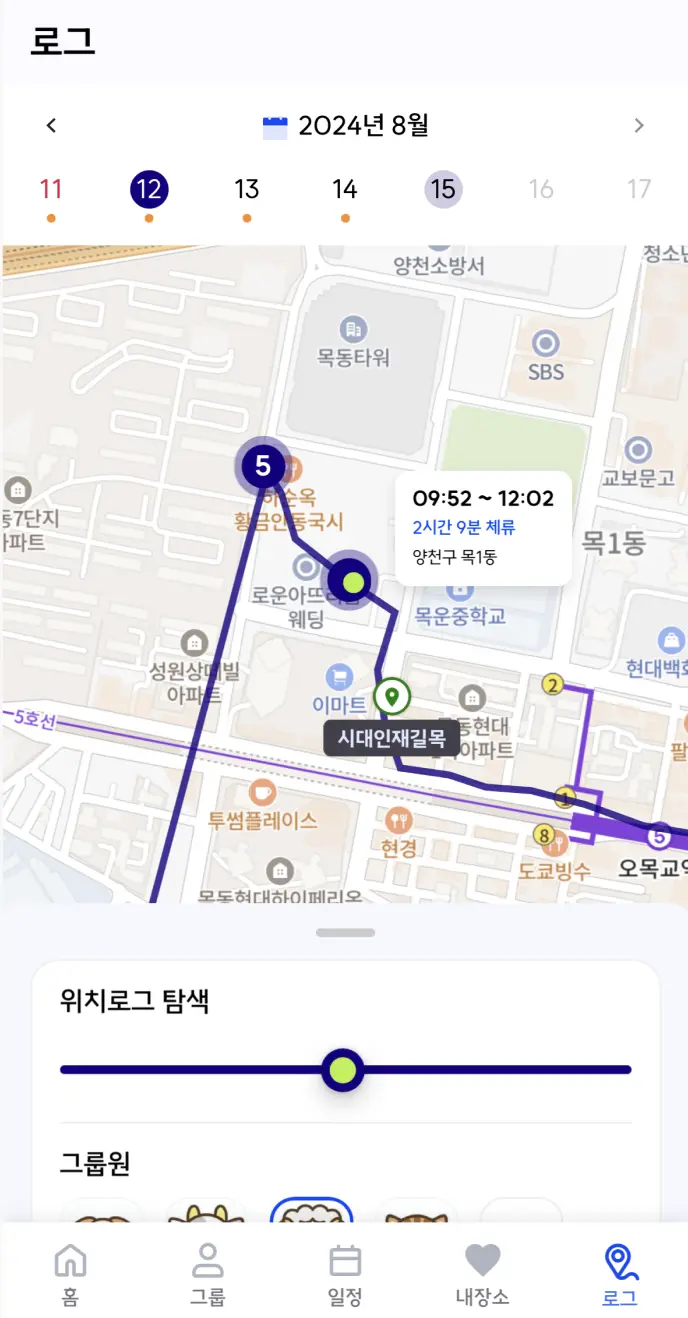 로그
2024년 8월
11 12 13 14 15 16 17
양천소방서
청소년
목동타워
SBS
5
교보문고
하순옥
황금안동국시
09:52 ~ 12:02
2시간 9분 체류
양천구 목1동
목1동
동7단지
아파트
로운아뜨리움
웨딩
목운중학교
성원상떼빌
아파트
이마트
2
현대백화
5호선
시대인재길목
목동현대
아파트
팔
투썸플레이스
1
현경
8
5
도쿄빙수
오목교역
목동현대하이페리온
위치로그 탐색
그룹원
홈
그룹
일정
내장소
로그